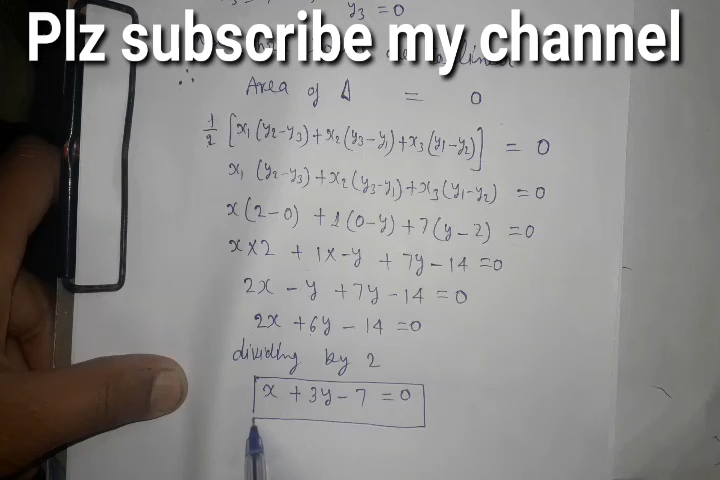 y₃ = 0
Plz subscribe my channel
∴
Area of Δ = 0
1/2 [x₁(y₂-y₃)+x₂(y₃-y₁)+x₃(y₁-y₂)] = 0
x₁(y₂-y₃)+x₂(y₃-y₁)+x₃(y₁-y₂) = 0
x(2-0) + 1(0-y)+7(y-2) = 0
x×2 + 1×-y + 7y-14 = 0
2x - y + 7y - 14 = 0
2x + 6y - 14 = 0
dividing by 2
x + 3y - 7 = 0